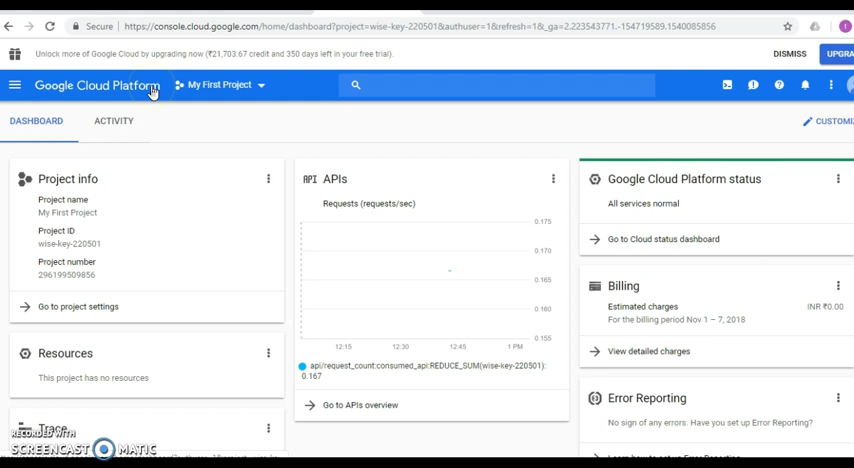 Secure
https://console.cloud.google.com/home/dashboard?project=wise-key-220501&authuser=1&refresh=1&_ga=2.223543771.-154719589.1540085856
Unlock more of Google Cloud by upgrading now (₹21,703.67 credit and 350 days left in your free trial).
DISMISS
UPGRA
Google Cloud Platform
My First Project
DASHBOARD
ACTIVITY
CUSTOMIZ
Project info
Project name
My First Project
Project ID
wise-key-220501
Project number
296199509856
Go to project settings
Resources
This project has no resources
Trace
API APIs
Requests (requests/sec)
0.175
0.170
0.165
0.160
0.155
12:15
12:30
12:45
1 PM
api/request_count:consumed_api:REDUCE_SUM(wise-key-220501):
0.167
Go to APIs overview
Google Cloud Platform status
All services normal
Go to Cloud status dashboard
Billing
Estimated charges
INR ₹0.00
For the billing period Nov 1 – 7, 2018
View detailed charges
Error Reporting
No sign of any errors. Have you set up Error Reporting?
Learn how to set up Error Reporting
RECORDED WITH
SCREENCAST MATIC